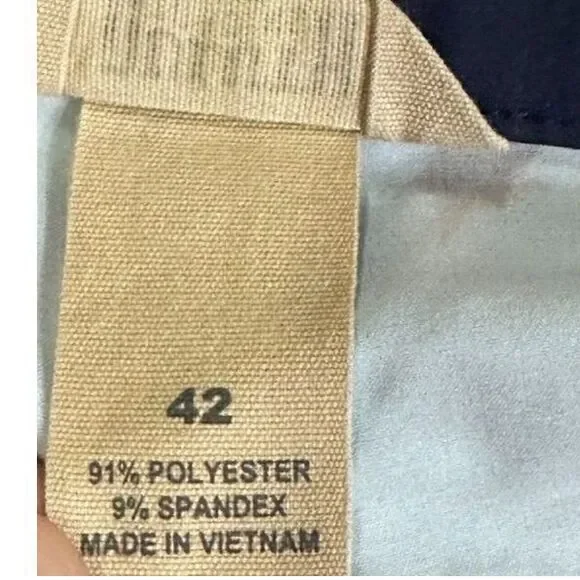 42
91% POLYESTER
9% SPANDEX
MADE IN VIETNAM